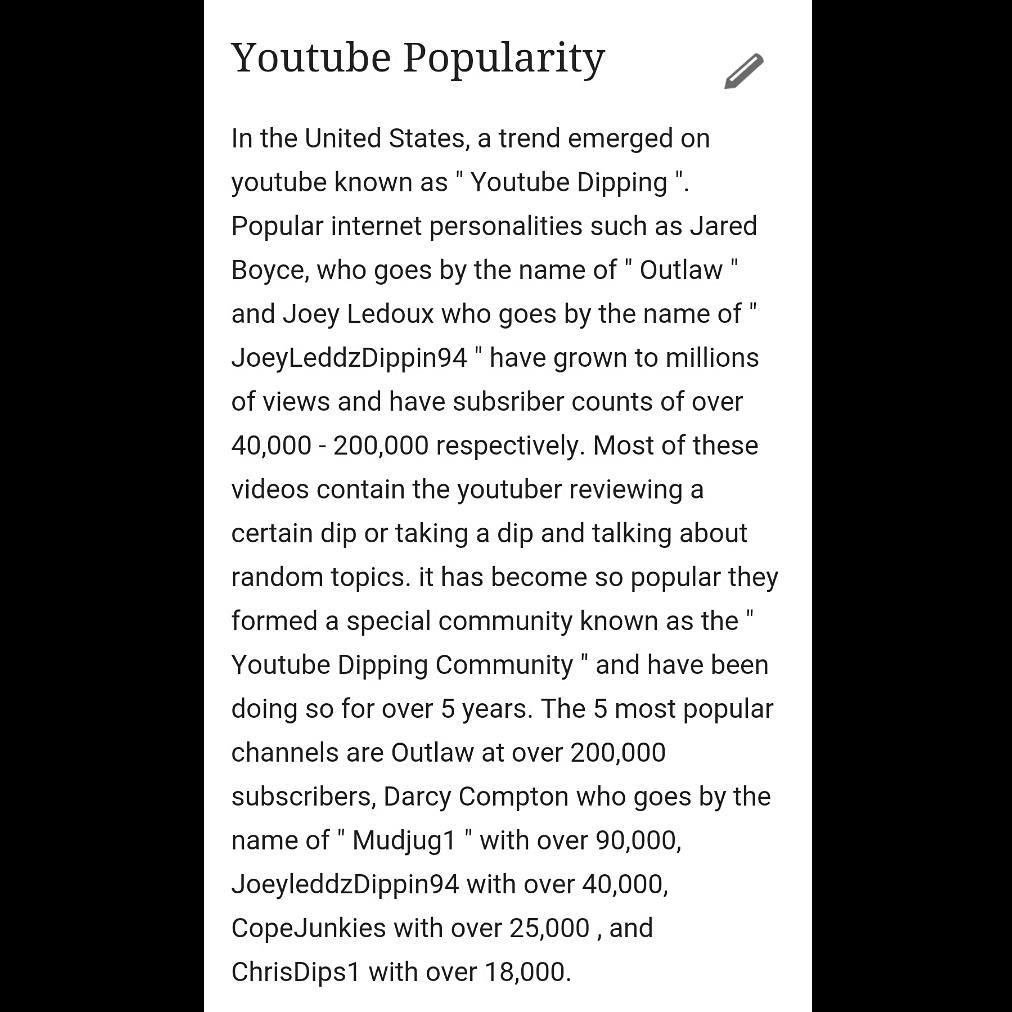 Youtube Popularity
In the United States, a trend emerged on
youtube known as " Youtube Dipping ".
Popular internet personalities such as Jared
Boyce, who goes by the name of " Outlaw "
and Joey Ledoux who goes by the name of "
JoeyLeddzDippin94 " have grown to millions
of views and have subsriber counts of over
40,000 - 200,000 respectively. Most of these
videos contain the youtuber reviewing a
certain dip or taking a dip and talking about
random topics. it has become so popular they
formed a special community known as the "
Youtube Dipping Community " and have been
doing so for over 5 years. The 5 most popular
channels are Outlaw at over 200,000
subscribers, Darcy Compton who goes by the
name of " Mudjug1 " with over 90,000,
JoeyleddzDippin94 with over 40,000,
CopeJunkies with over 25,000 , and
ChrisDips1 with over 18,000.